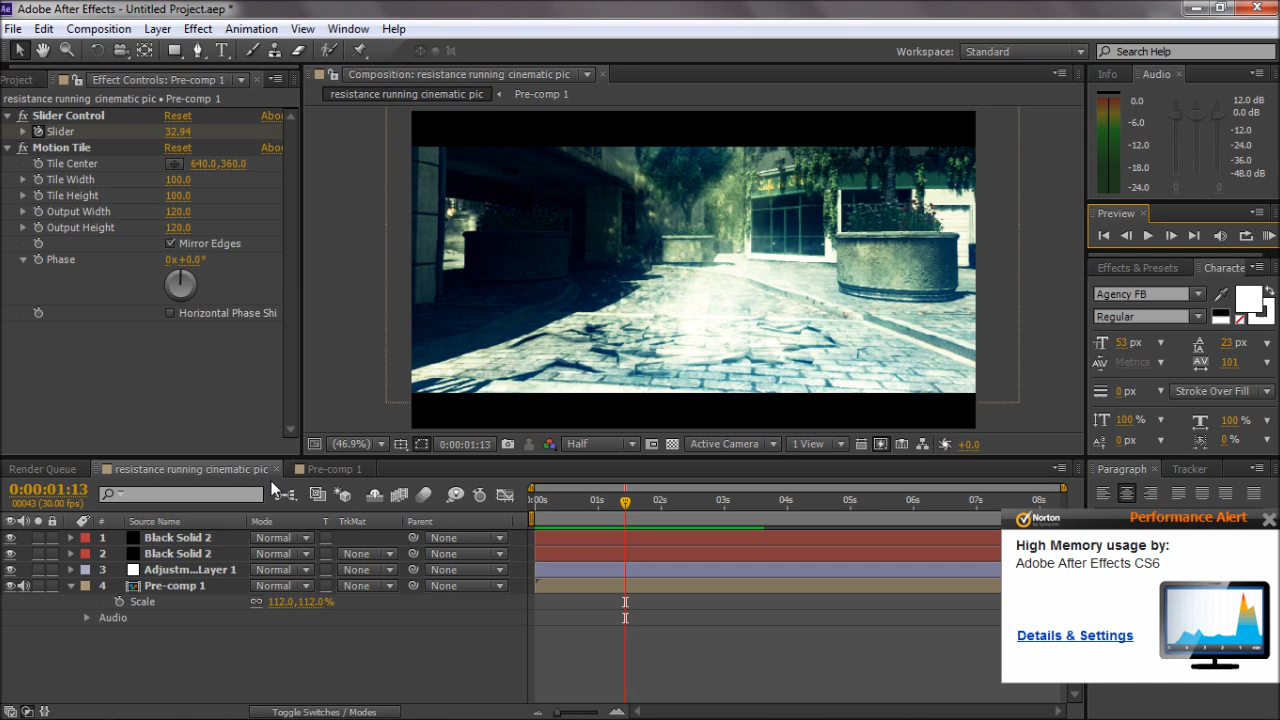 Adobe After Effects - Untitled Project.aep *
File Edit Composition Layer Effect Animation View Window Help
Workspace: Standard Search Help
Project Effect Controls: Pre-comp 1
resistance running cinematic pic • Pre-comp 1
fx Slider Control Reset Abou
Slider 32.94
fx Motion Tile Reset Abou
Tile Center 640.0,360.0
Tile Width 100.0
Tile Height 100.0
Output Width 120.0
Output Height 120.0
Mirror Edges
Phase 0x+0.0°
Horizontal Phase Shi
Composition: resistance running cinematic pic
resistance running cinematic pic Pre-comp 1
(46.9%) 0:00:01:13 Half Active Camera 1 View +0.0
Info Audio
0.0 12.0 dB
-6.0 0.0 dB
-12.0 -12.0
-18.0 -24.0
-24.0 -36.0
-48.0 dB
0 0
Preview
Effects & Presets Characte
Agency FB
Regular
53 px 23 px
Metrics 101
0 px Stroke Over Fill
100 % 100 %
0 px 0 %
Paragraph Tracker
Render Queue resistance running cinematic pic Pre-comp 1
0:00:01:13
00043 (30.00 fps)
:00s 01s 02s 03s 04s 05s 06s 07s 08s
# Source Name Mode T TrkMat Parent
1 Black Solid 2 Normal None
2 Black Solid 2 Normal None None
3 Adjustm...Layer 1 Normal None None
4 Pre-comp 1 Normal None None
Scale 112.0,112.0%
Audio
Toggle Switches / Modes
Norton
by Symantec
Performance Alert
High Memory usage by:
Adobe After Effects CS6
Details & Settings